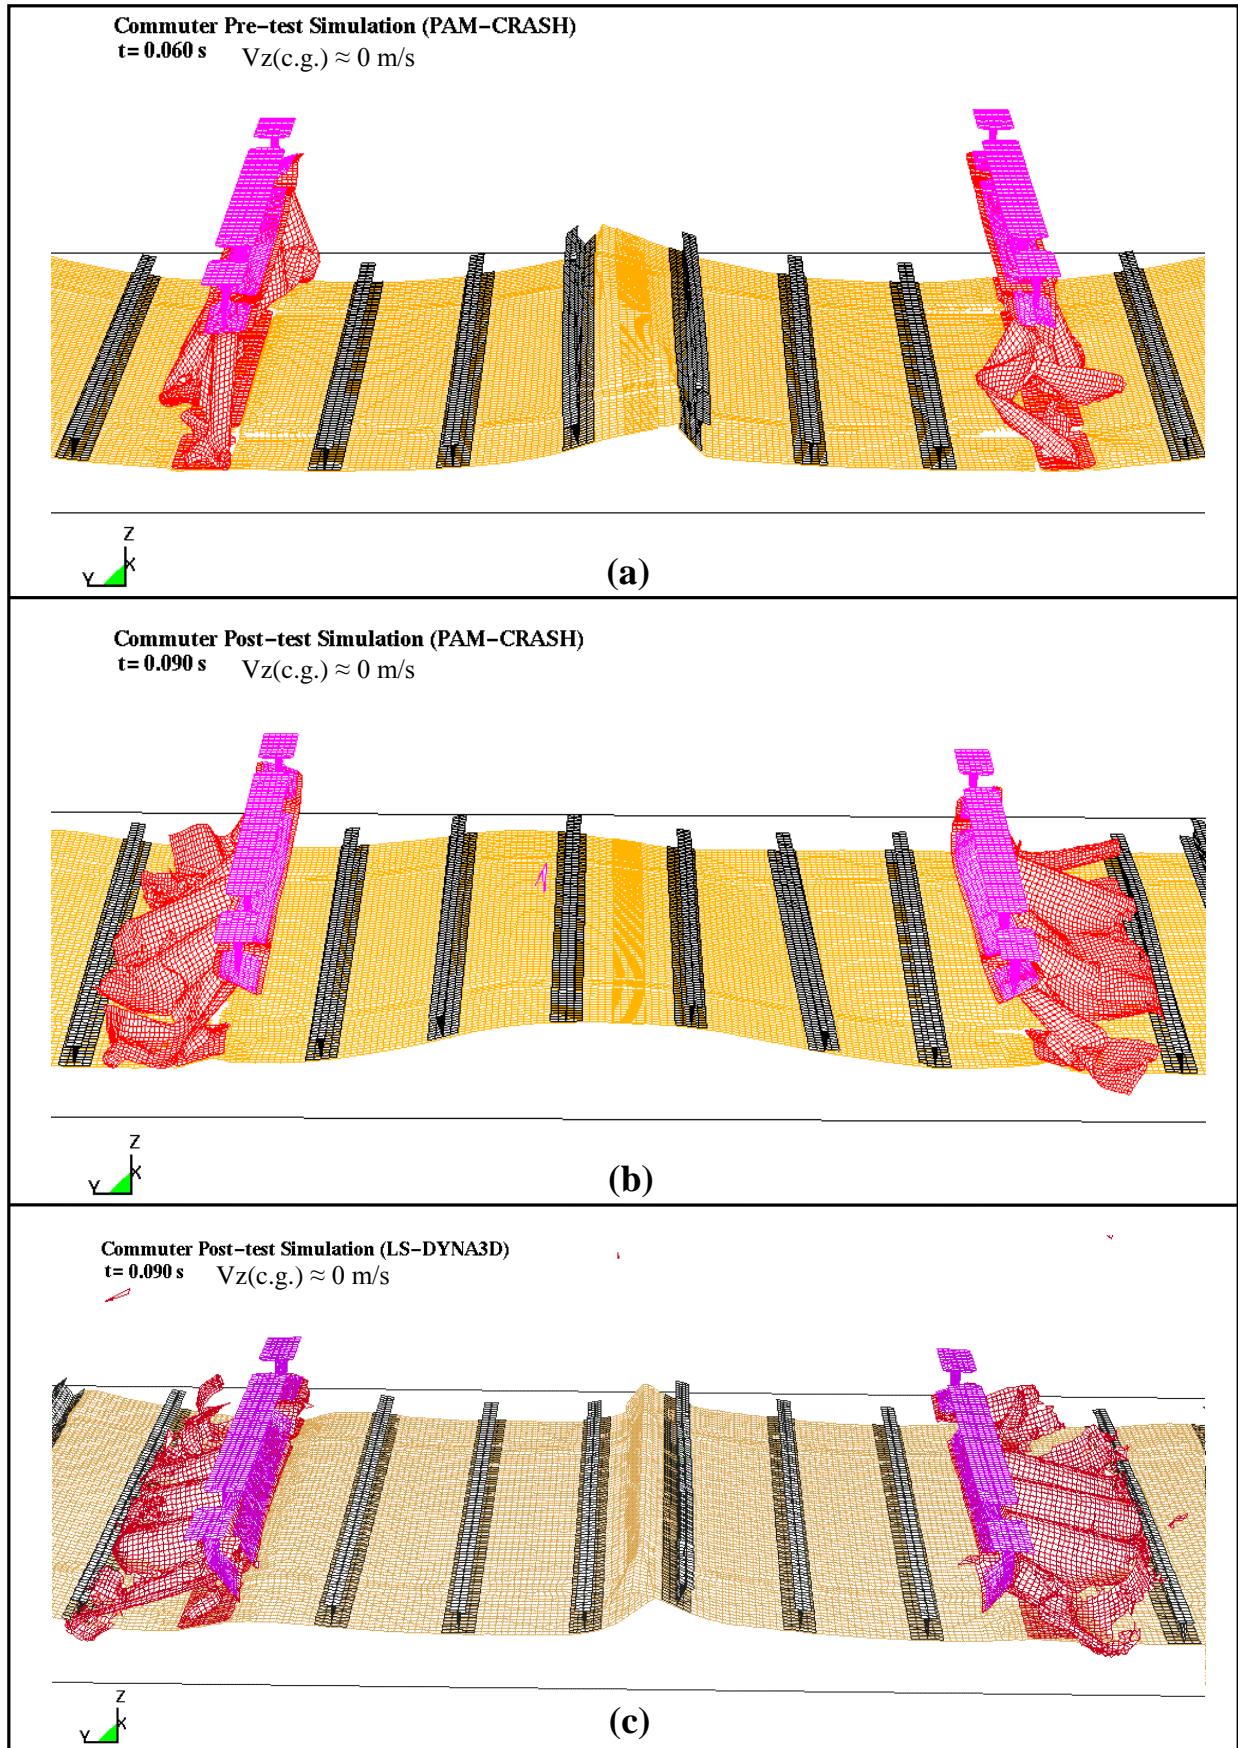 Commuter Pre-test Simulation (PAM-CRASH)
t= 0.060 s Vz(c.g.) ≈ 0 m/s
Z
X
Y
(a)
Commuter Post-test Simulation (PAM-CRASH)
t= 0.090 s Vz(c.g.) ≈ 0 m/s
Z
X
Y
(b)
Commuter Post-test Simulation (LS-DYNA3D)
t= 0.090 s Vz(c.g.) ≈ 0 m/s
Z
X
Y
(c)